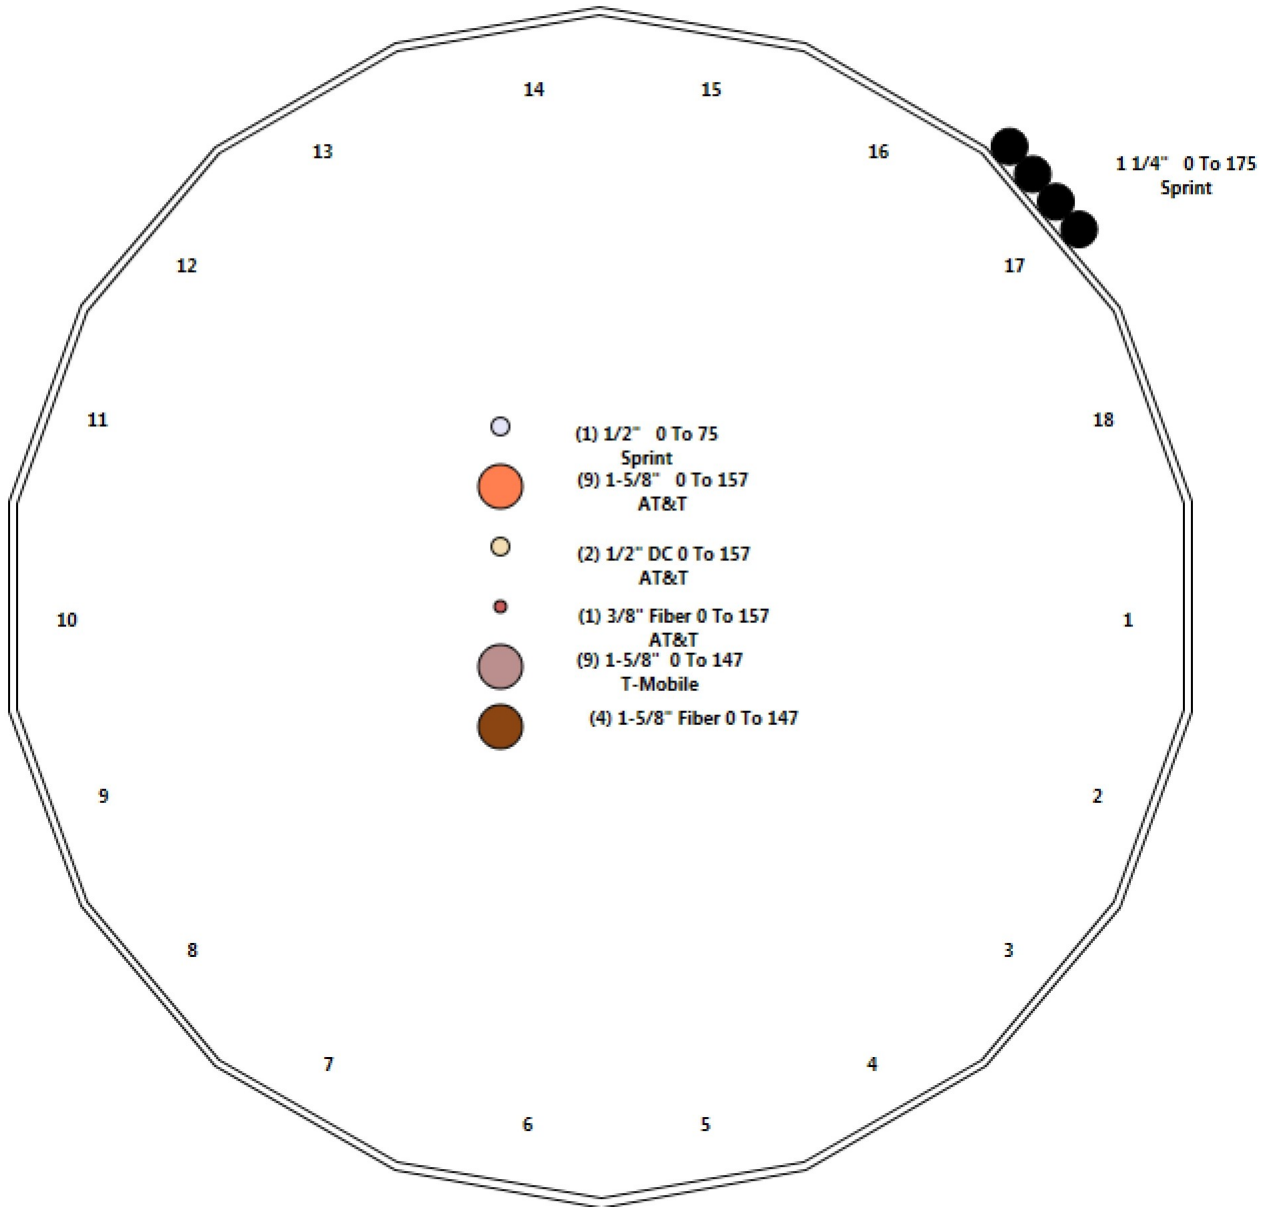 14
15
13
16
1 1/4" 0 To 175
Sprint
12
17
11
18
(1) 1/2" 0 To 75
Sprint
(9) 1-5/8" 0 To 157
AT&T
(2) 1/2" DC 0 To 157
AT&T
(1) 3/8" Fiber 0 To 157
AT&T
10
1
(9) 1-5/8" 0 To 147
T-Mobile
(4) 1-5/8" Fiber 0 To 147
9
2
8
3
7
4
6
5